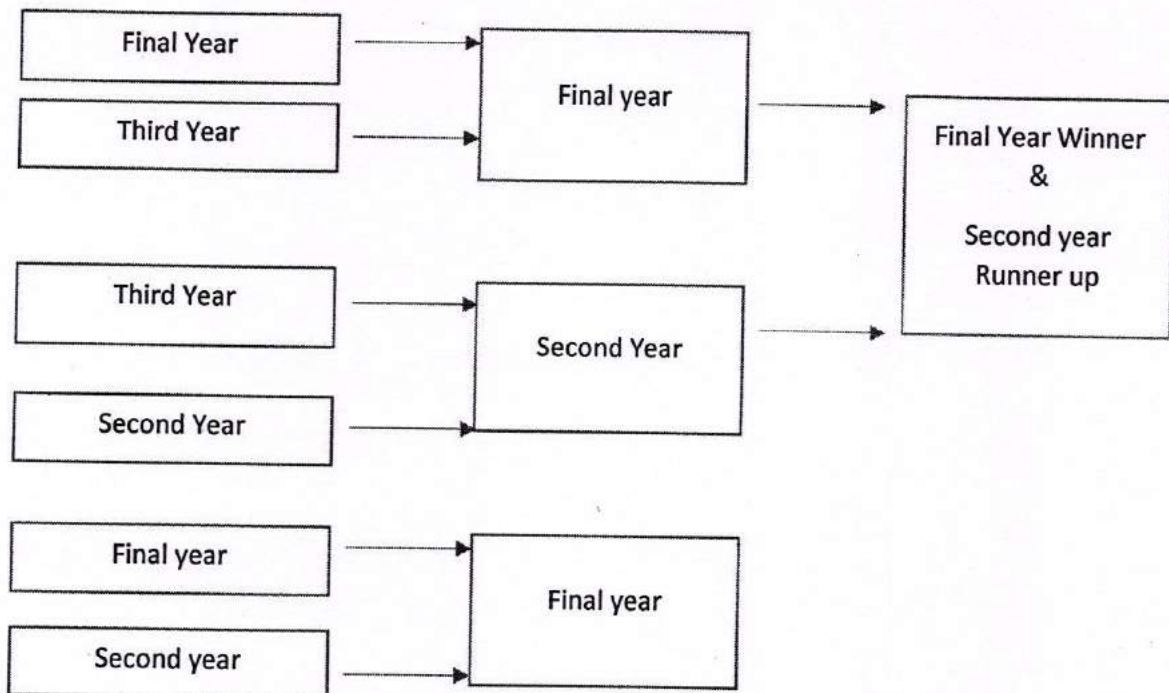 Final Year
Third Year
Final year
Third Year
Second Year
Second Year
Final year
Second year
Final year
Final Year Winner
&
Second year
Runner up